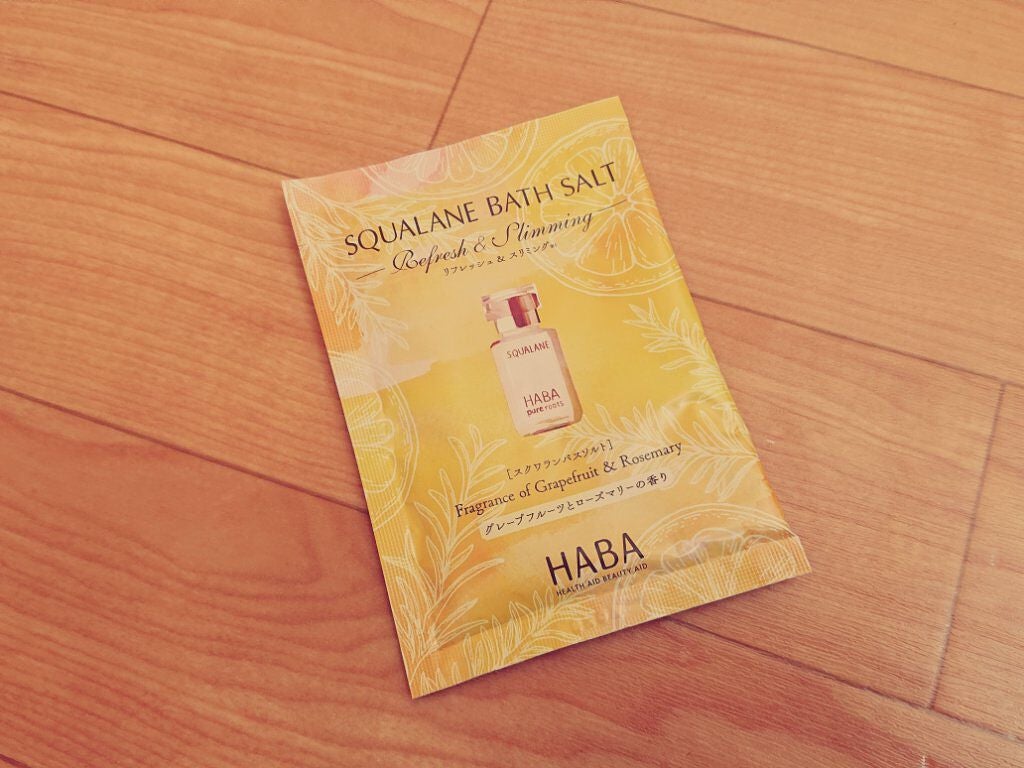 SQUALANE BATH SALT
Refresh & Slimming
リフレッシュ & スリミング
SQUALANE
HABA
pure roots
[スクワランバスソルト]
Fragrance of Grapefruit & Rosemary
グレープフルーツとローズマリーの香り
HABA
HEALTH AID BEAUTY AID